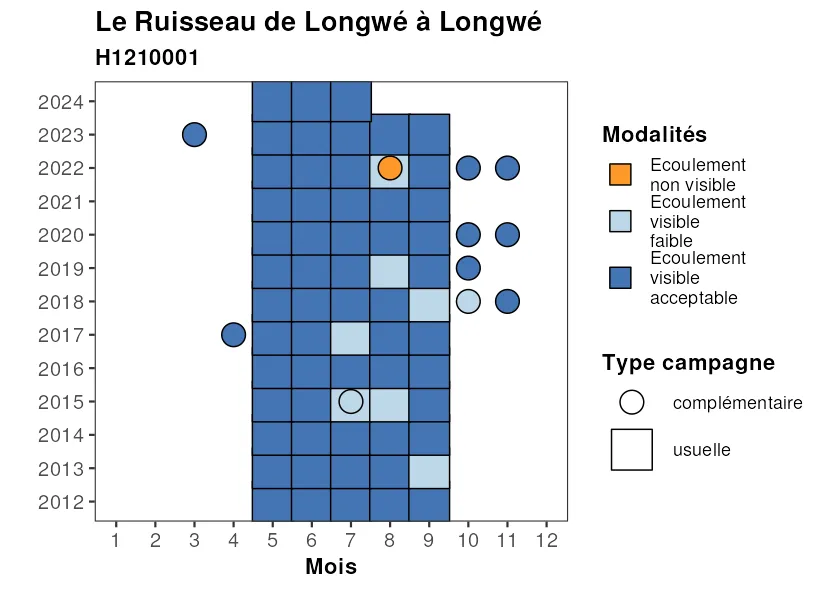 Le Ruisseau de Longwé à Longwé
H1210001
2024
2023
2022
2021
2020
2019
2018
2017
2016
2015
2014
2013
2012
1 2 3 4 5 6 7 8 9 10 11 12
Mois
Modalités
Ecoulement
non visible
Ecoulement
visible
faible
Ecoulement
visible
acceptable
Type campagne
complémentaire
usuelle